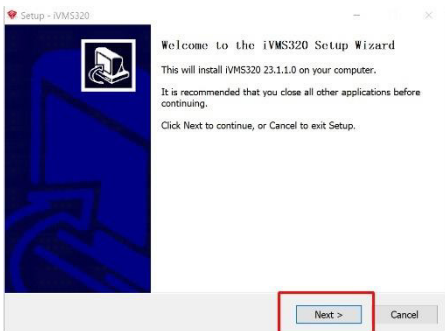 Setup - iVMS320
Welcome to the iVMS320 Setup Wizard
This will install iVMS320 23.1.1.0 on your computer.
It is recommended that you close all other applications before
continuing.
Click Next to continue, or Cancel to exit Setup.
Next >
Cancel